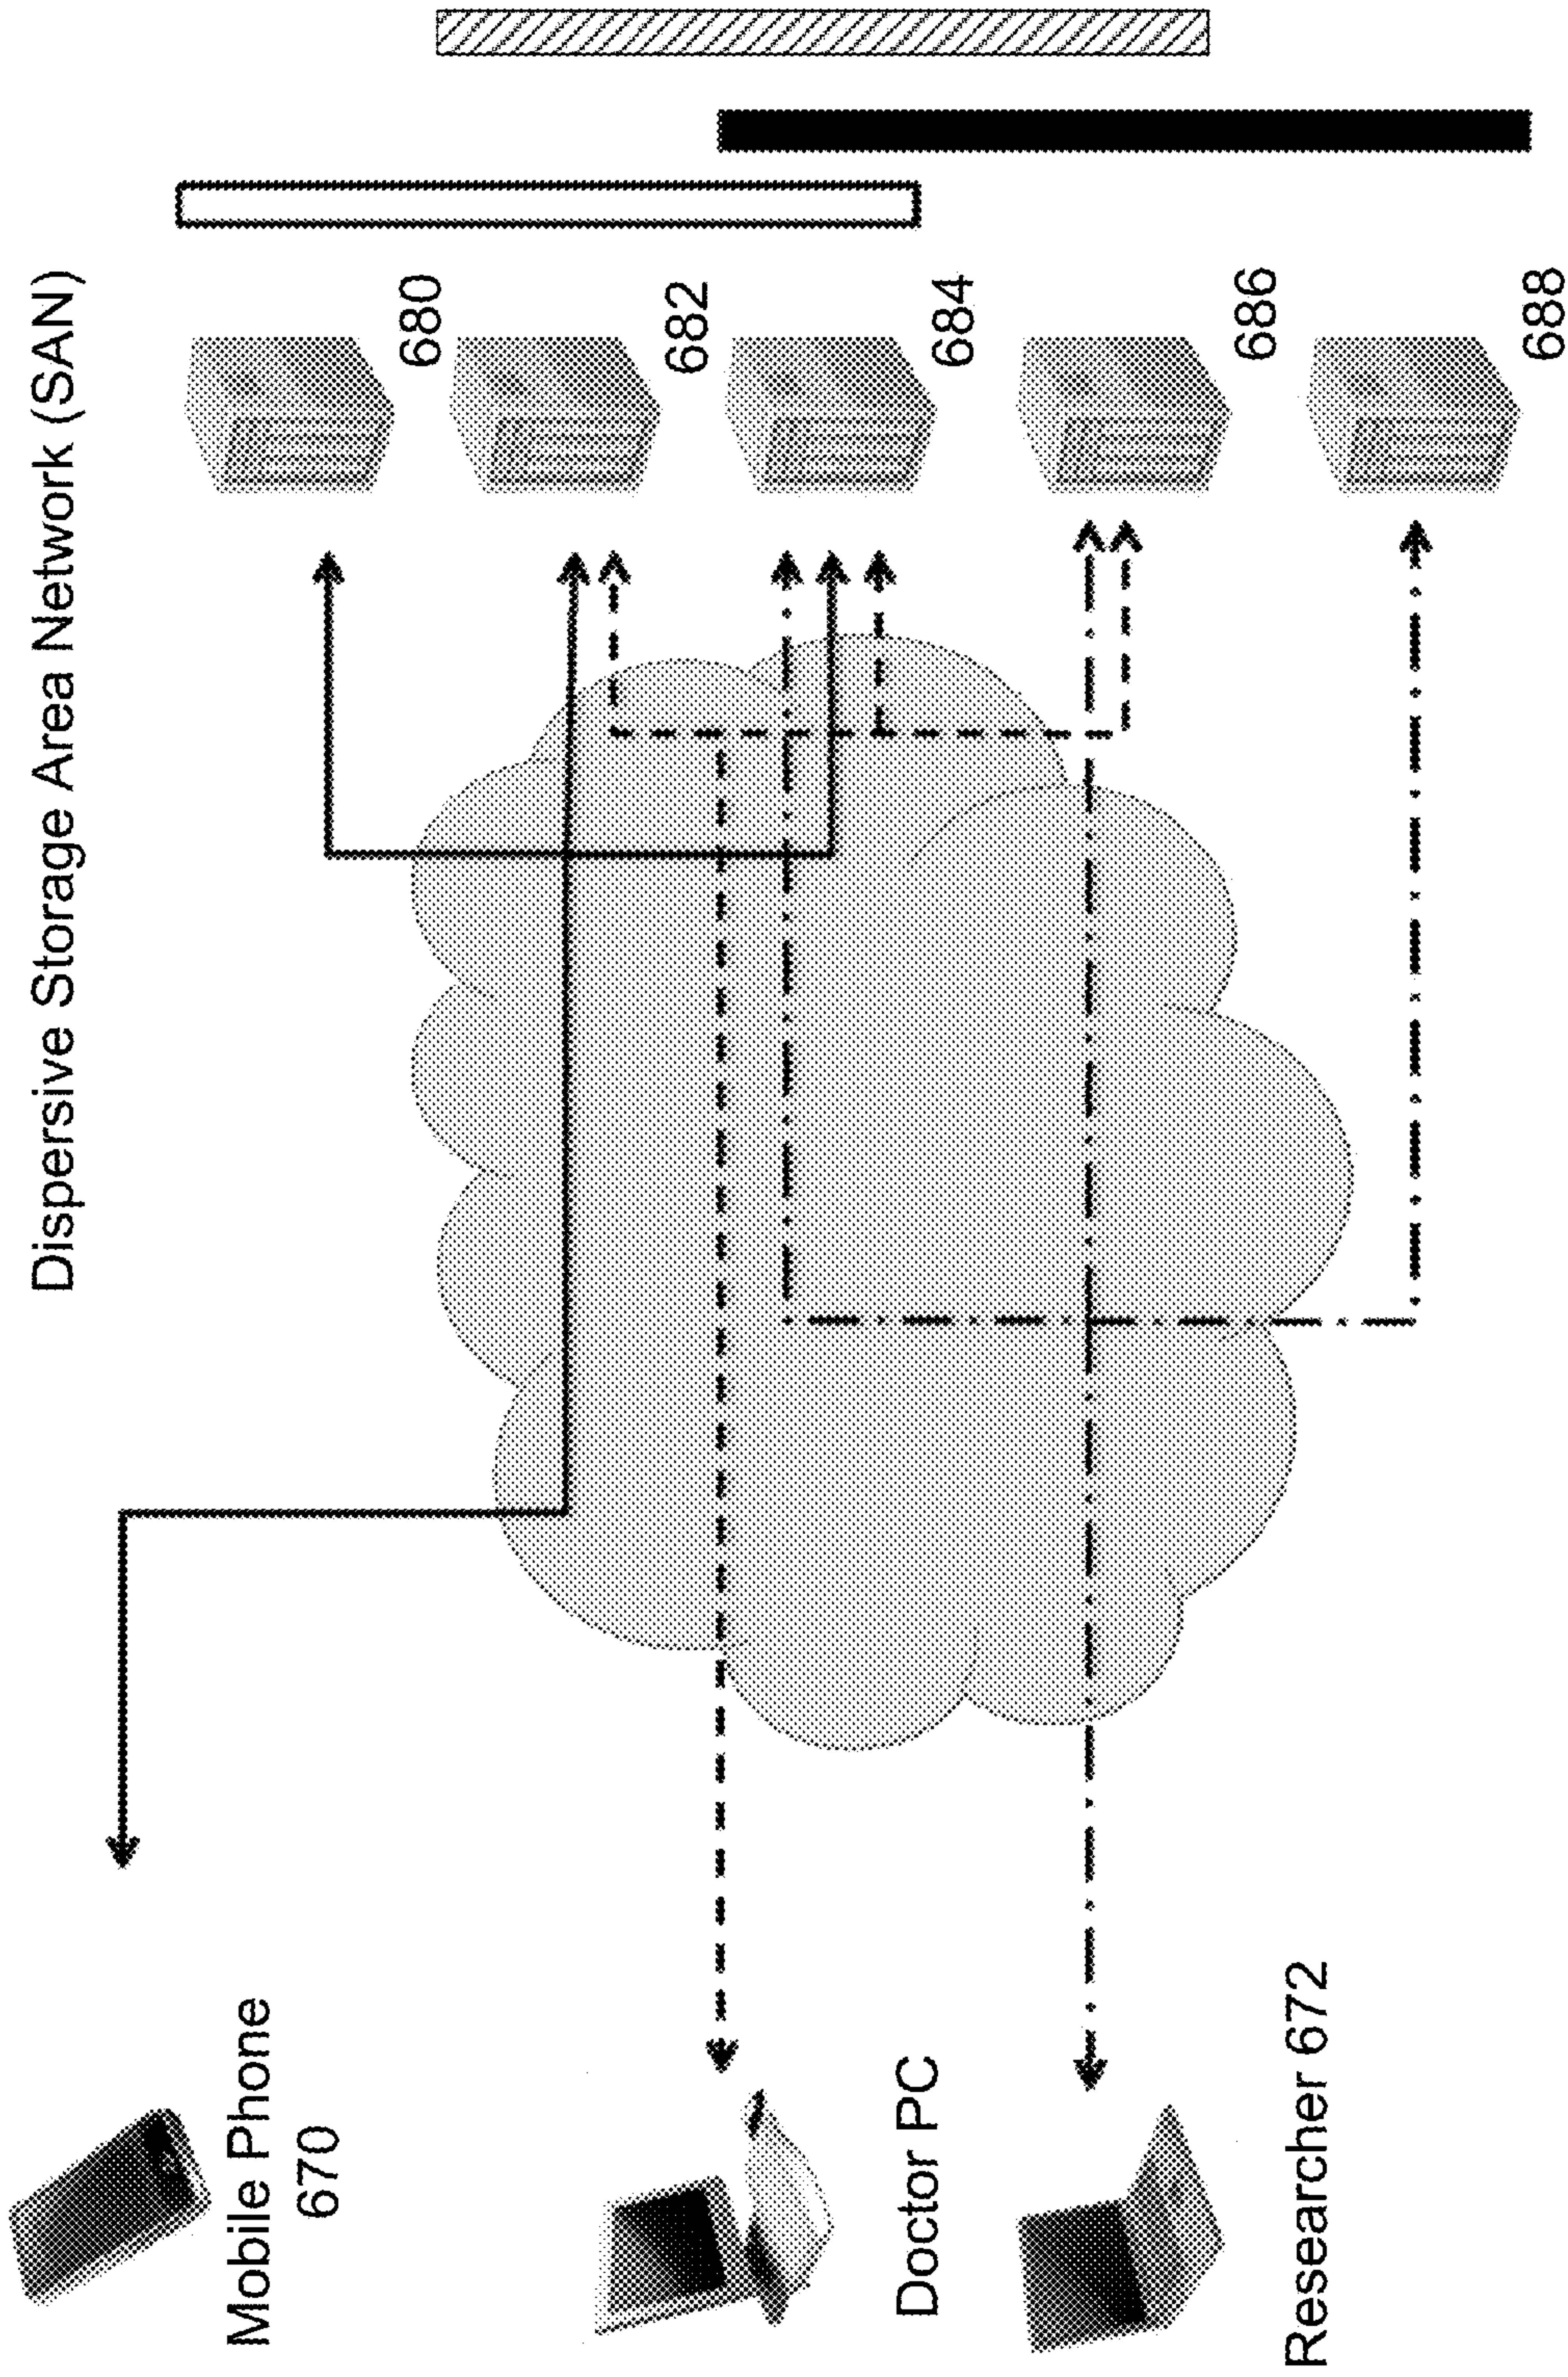 Dispersive Storage Area Network (SAN)
680
682
684
686
688
Mobile Phone
670
Doctor PC
Researcher 672